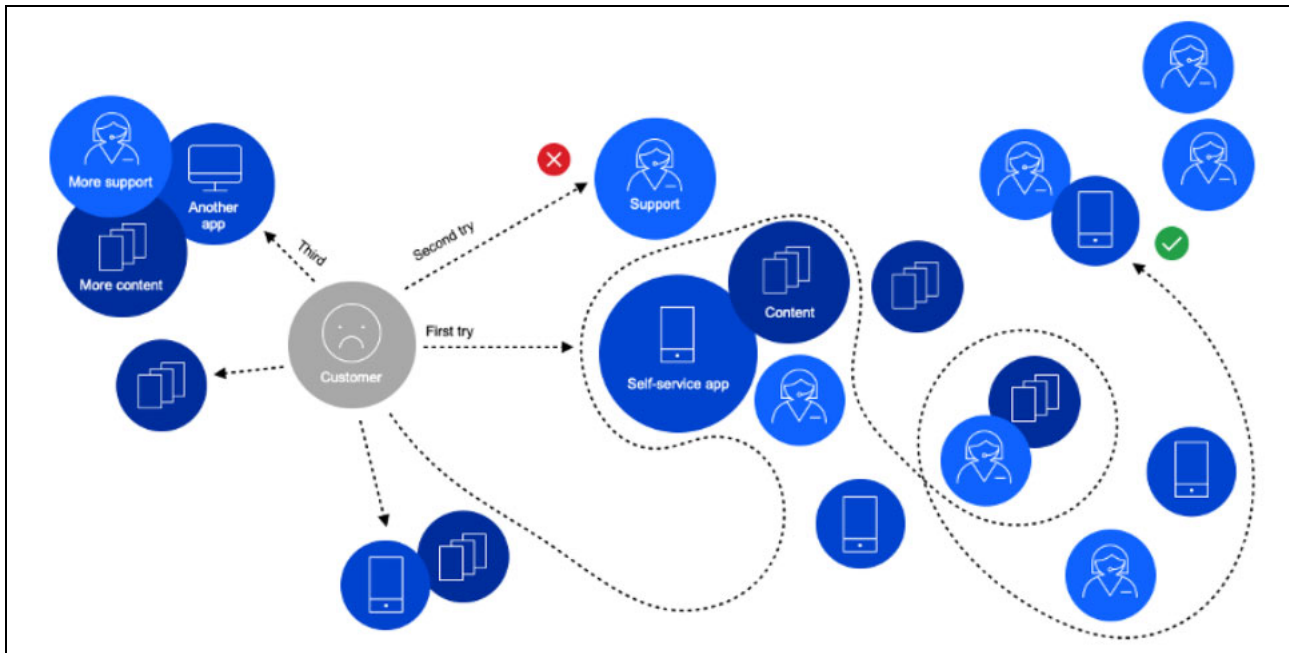 More support
Another
app
More content
Third
Second try
Support
First try
Customer
Content
Self-service app